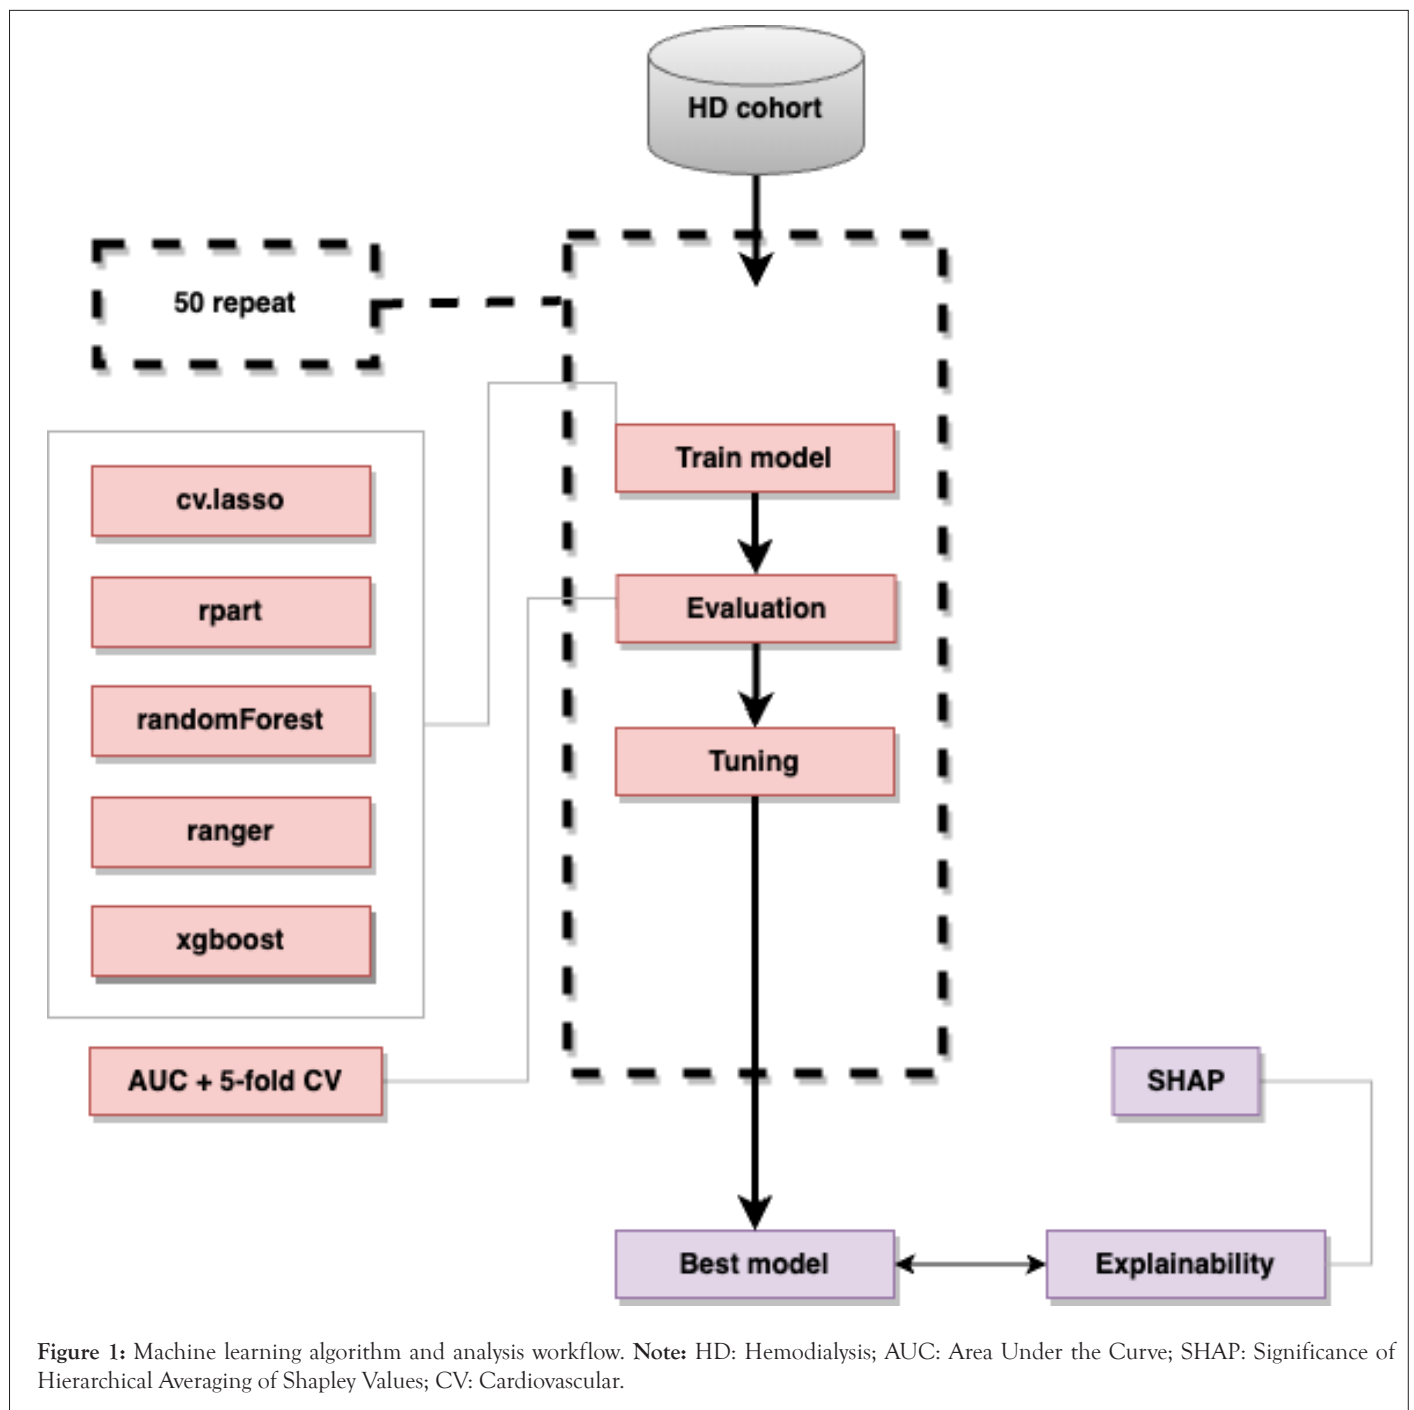 HD cohort
50 repeat
Train model
cv.lasso
rpart
Evaluation
randomForest
Tuning
ranger
xgboost
AUC + 5-fold CV
SHAP
Best model
Explainability
Figure 1: Machine learning algorithm and analysis workflow. Note: HD: Hemodialysis; AUC: Area Under the Curve; SHAP: Significance of
Hierarchical Averaging of Shapley Values; CV: Cardiovascular.